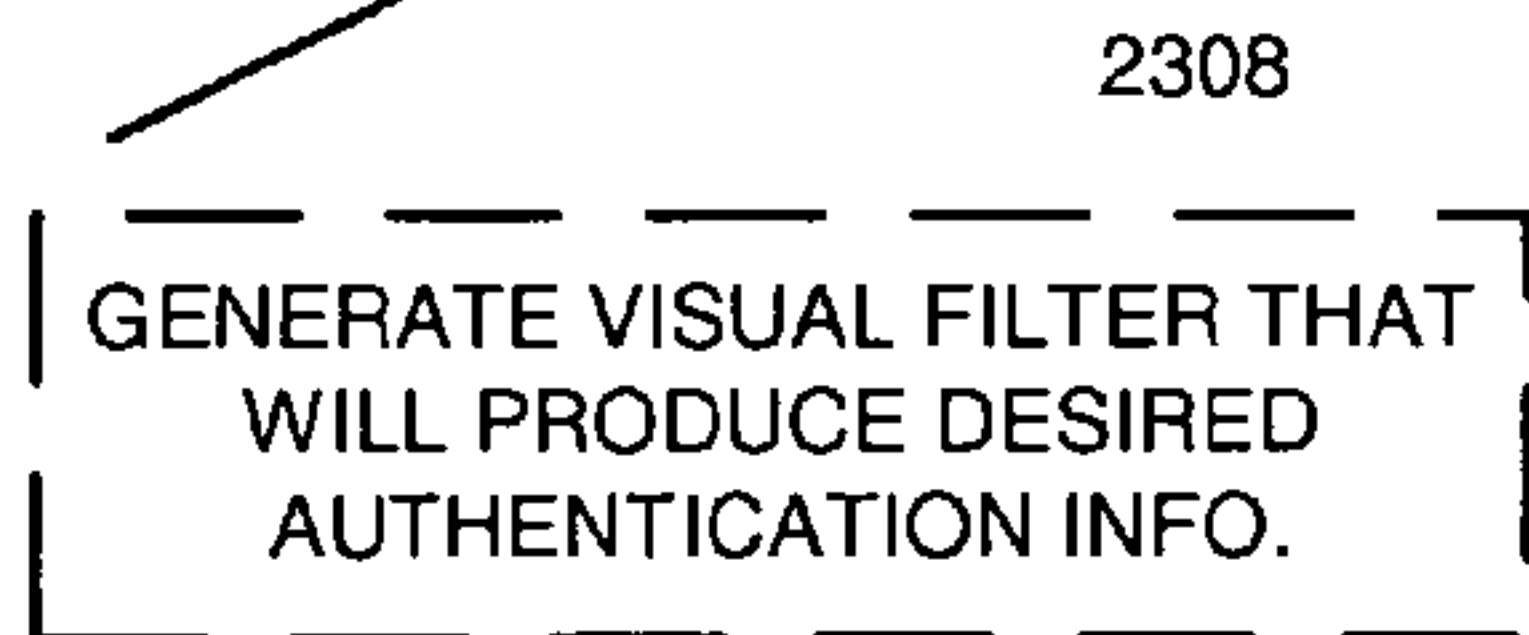 2308
GENERATE VISUAL FILTER THAT
WILL PRODUCE DESIRED
AUTHENTICATION INFO.